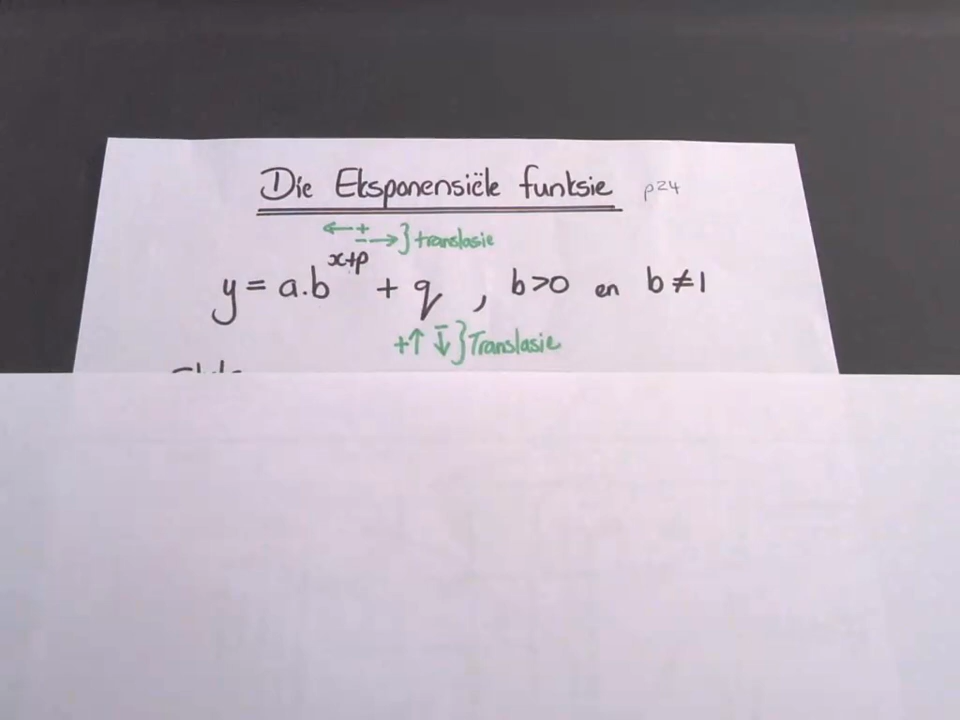 Die Eksponensiële funksie p24
←+ −→ } translasie
y = a.b^{x+p} + q , b>0 en b≠1
+↑ −↓ } Translasie